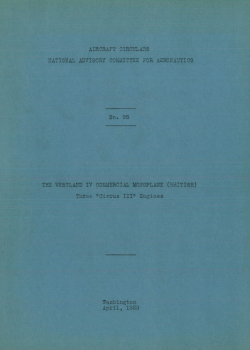 AIRCRAFT CIRCULARS
NATIONAL ADVISORY COMMITTEE FOR AERONAUTICS
No. 95
THE WESTLAND IV COMMERCIAL MONOPLANE (BRITISH)
Three "Cirrus III" Engines
Washington
April, 1929